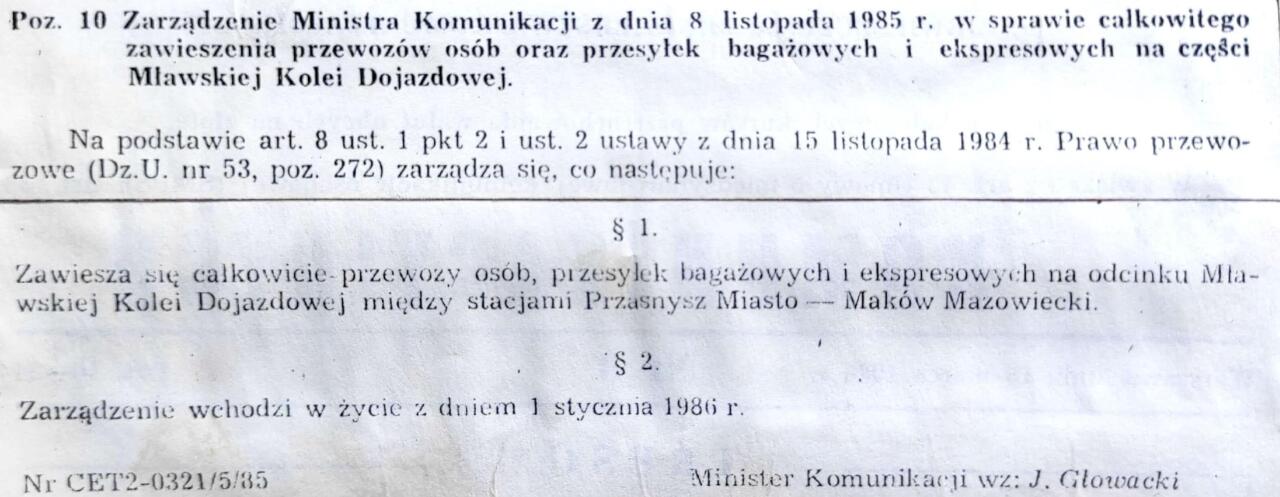 Poz. 10 Zarządzenie Ministra Komunikacji z dnia 8 listopada 1985 r. w sprawie całkowitego
zawieszenia przewozów osób oraz przesyłek bagażowych i ekspresowych na części
Mławskiej Kolei Dojazdowej.
Na podstawie art. 8 ust. 1 pkt 2 i ust. 2 ustawy z dnia 15 listopada 1984 r. Prawo przewo-
zowe (Dz.U. nr 53, poz. 272) zarządza się, co następuje:
§ 1.
Zawiesza się całkowicie przewozy osób, przesyłek bagażowych i ekspresowych na odcinku Mła-
wskiej Kolei Dojazdowej między stacjami Przasnysz Miasto — Maków Mazowiecki.
§ 2.
Zarządzenie wchodzi w życie z dniem 1 stycznia 1986 r.
Nr CET2-0321/5/85
Minister Komunikacji wz: J. Głowacki